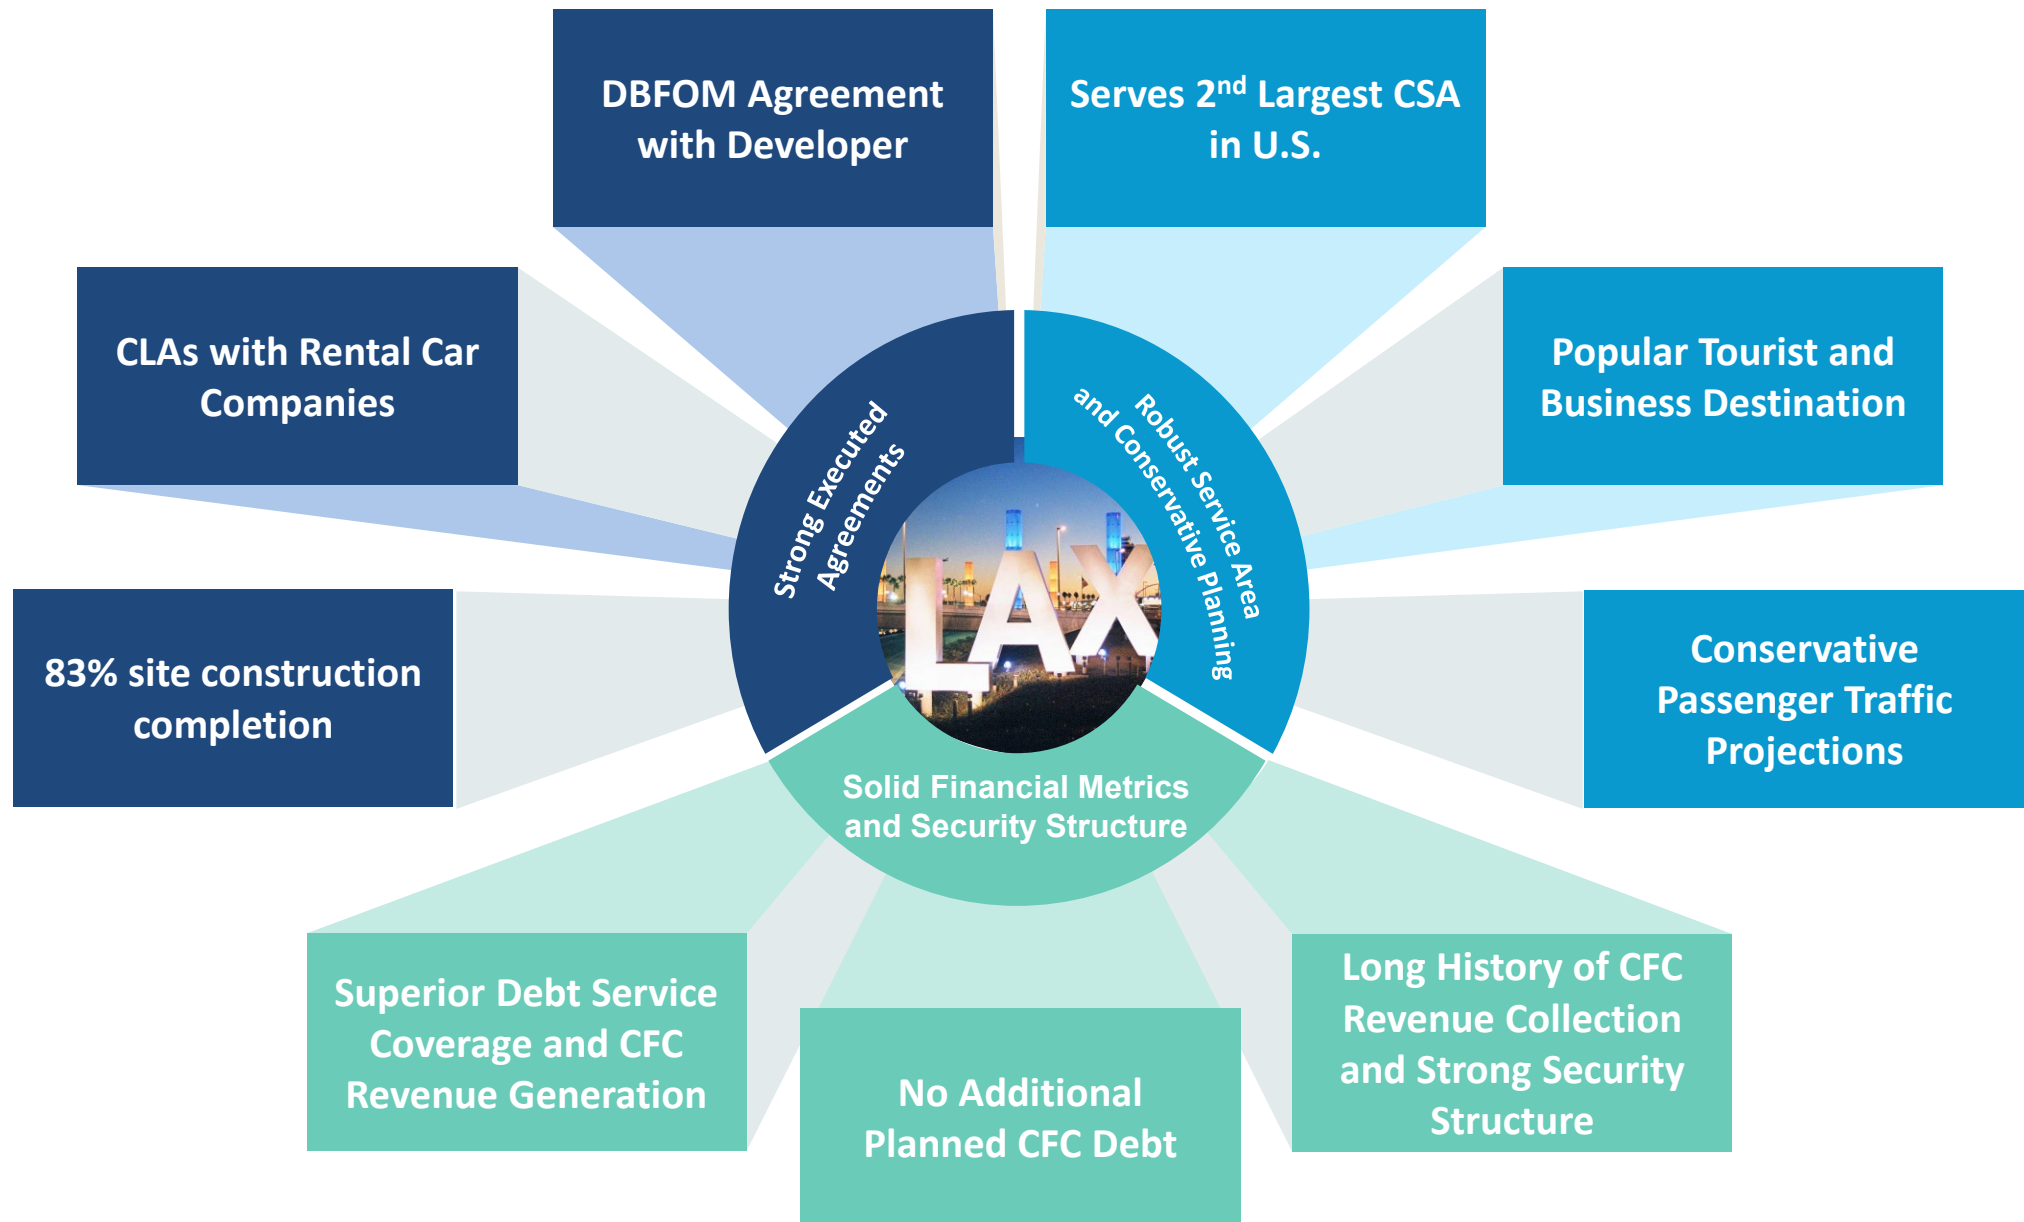 DBFOM Agreement
with Developer
Serves 2nd Largest CSA
in U.S.
CLAs with Rental Car
Companies
Popular Tourist and
Business Destination
Strong Executed
Agreements
Robust Service Area
and Conservative Planning
LAX
83% site construction
completion
Conservative
Passenger Traffic
Projections
Solid Financial Metrics
and Security Structure
Superior Debt Service
Coverage and CFC
Revenue Generation
No Additional
Planned CFC Debt
Long History of CFC
Revenue Collection
and Strong Security
Structure